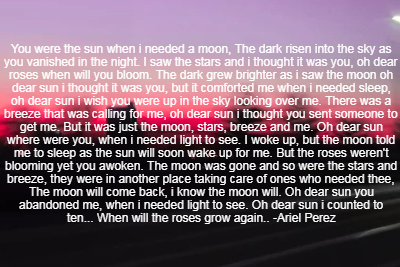 You were the sun when i needed a moon, The dark risen into the sky as
you vanished in the night. I saw the stars and i thought it was you, oh dear
roses when will you bloom. The dark grew brighter as i saw the moon oh
dear sun i thought it was you, but it comforted me when i needed sleep,
oh dear sun i wish you were up in the sky looking over me. There was a
breeze that was calling for me, oh dear sun i thought you sent someone to
get me. But it was just the moon, stars, breeze and me. Oh dear sun
where were you, when i needed light to see. I woke up, but the moon told
me to sleep as the sun will soon wake up for me. But the roses weren't
blooming yet you awoken. The moon was gone and so were the stars and
breeze, they were in another place taking care of ones who needed thee,
The moon will come back, i know the moon will. Oh dear sun you
abandoned me, when i needed light to see. Oh dear sun i counted to
ten... When will the roses grow again.. -Ariel Perez